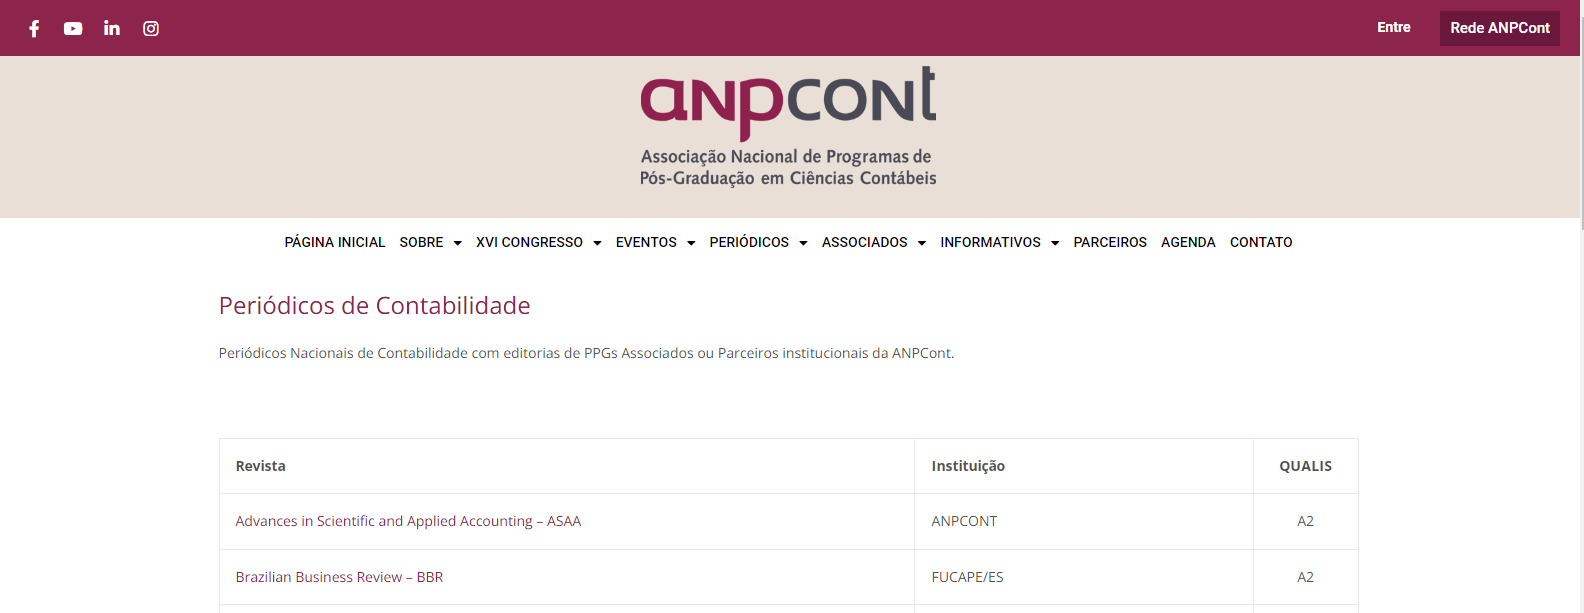 Entre
Rede ANPCont
anpcont
Associação Nacional de Programas de
Pós-Graduação em Ciências Contábeis
PÁGINA INICIAL SOBRE XVI CONGRESSO EVENTOS PERIÓDICOS ASSOCIADOS INFORMATIVOS PARCEIROS AGENDA CONTATO
Periódicos de Contabilidade
Periódicos Nacionais de Contabilidade com editorias de PPGs Associados ou Parceiros institucionais da ANPCont.
Revista Instituição QUALIS
Advances in Scientific and Applied Accounting – ASAA ANPCONT A2
Brazilian Business Review – BBR FUCAPE/ES A2